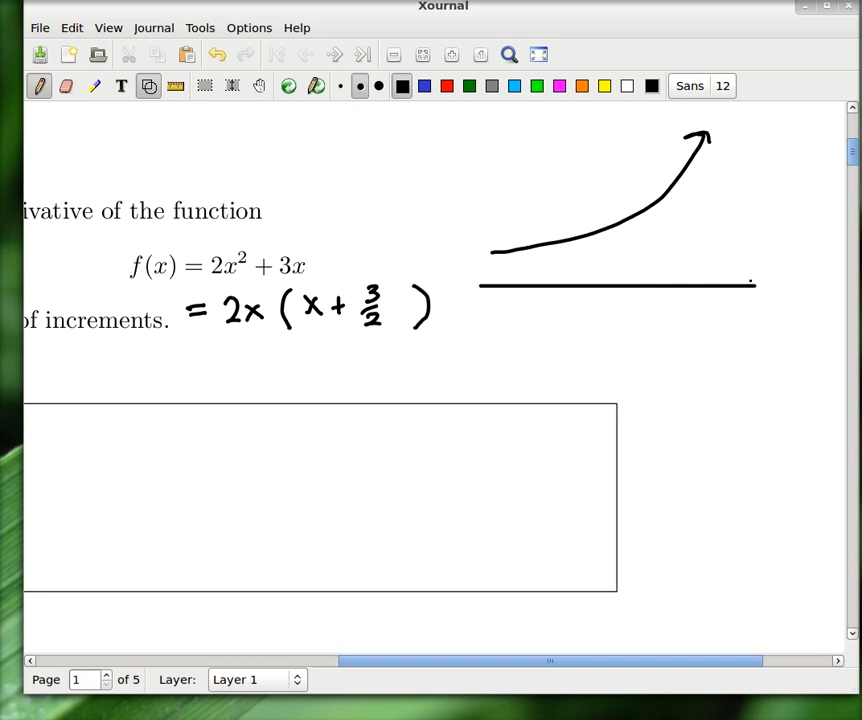 Xournal
File Edit View Journal Tools Options Help
T Sans 12
ivative of the function
f(x) = 2x² + 3x
of increments. = 2x (x + 3/2 )
Page 1 of 5 Layer: Layer 1